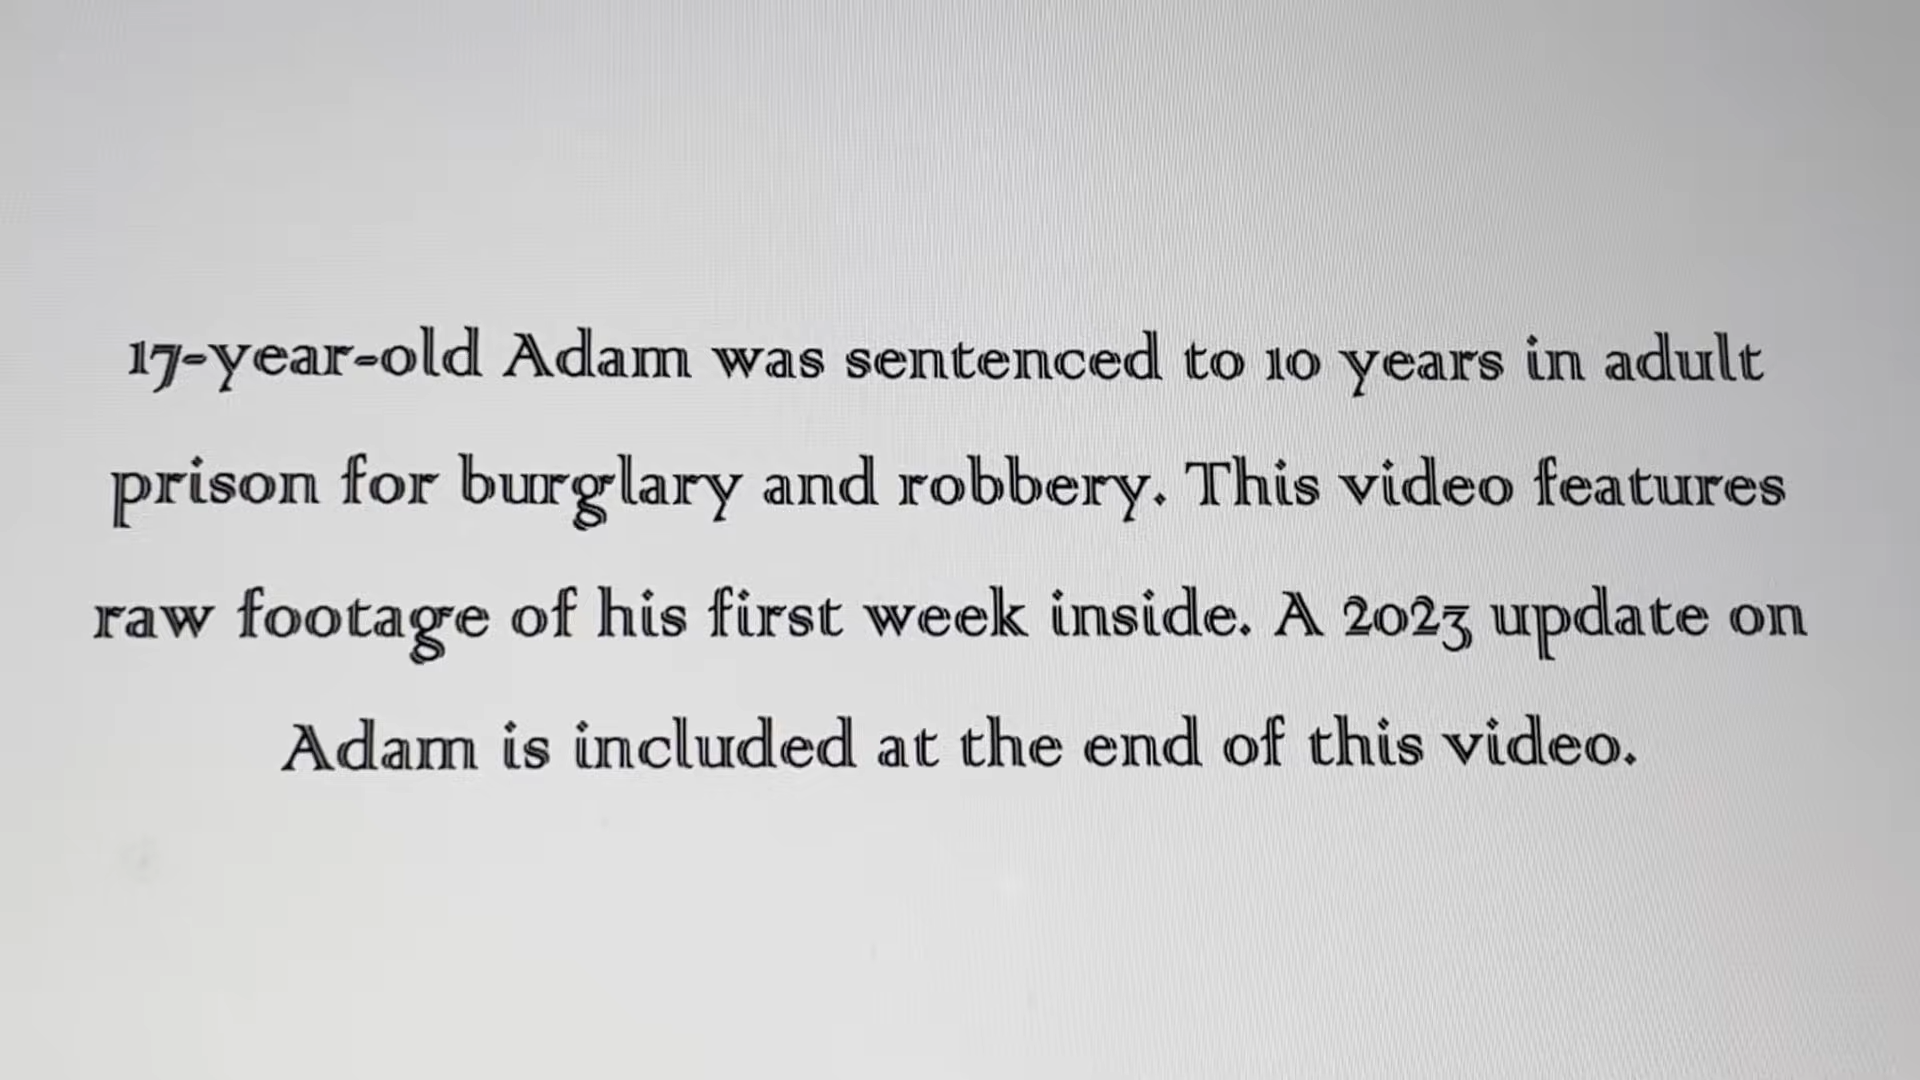 17-year-old Adam was sentenced to 10 years in adult
prison for burglary and robbery. This video features
raw footage of his first week inside. A 2023 update on
Adam is included at the end of this video.